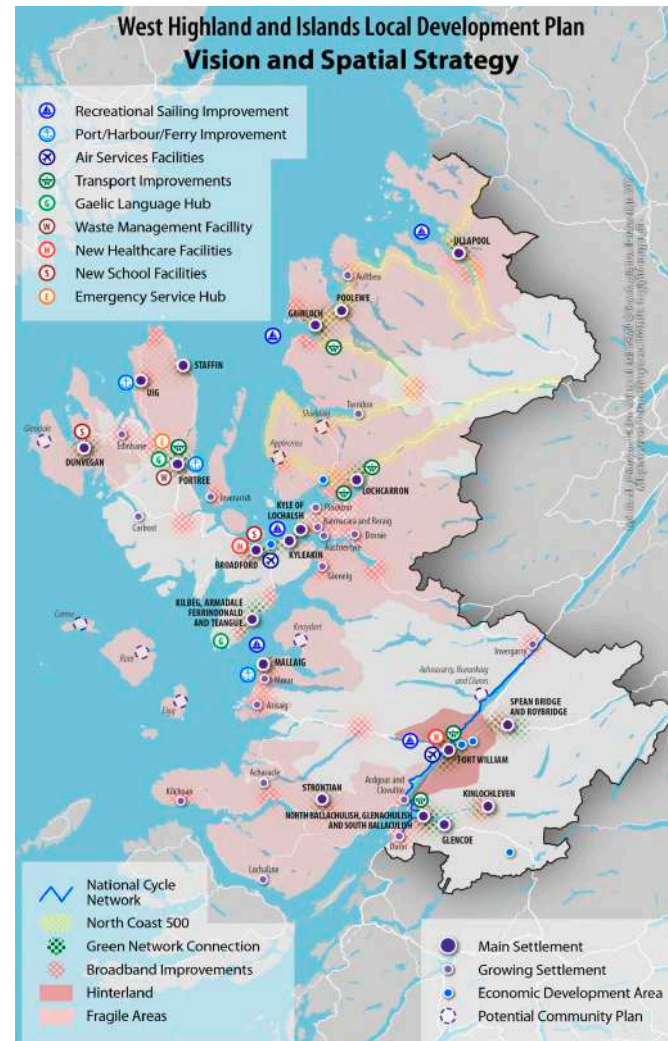 West Highland and Islands Local Development Plan
Vision and Spatial Strategy
Recreational Sailing Improvement
Port/Harbour/Ferry Improvement
Air Services Facilities
Transport Improvements
G Gaelic Language Hub
W Waste Management Facillity
H New Healthcare Facilities
S New School Facilities
E Emergency Service Hub
ULLAPOOL
Aultbea
POOLEWE
GAIRLOCH
STAFFIN
UIG
Torridon
Shieldaig
Glendale
S
Edinbane
E
Applecross
DUNVEGAN
G
PORTREE
LOCHCARRON
W
Inverarish
Plockton
KYLE OF
LOCHALSH
Carbost
Balmacara and Reraig
S
Dornie
H
KYLEAKIN
Auchtertyre
BROADFORD
Glenelg
KILBEG, ARMADALE
FERRINDONALD
AND TEANGUE
Canna
Knoydart
G
Invergarry
Rum
MALLAIG
Achnacarry, Bunarkaig
and Clunes
Morar
Eigg
Arisaig
SPEAN BRIDGE
AND ROYBRIDGE
H
FORT WILLIAM
Acharacle
Ardgour and
Clovullin
Kilchoan
STRONTIAN
KINLOCHLEVEN
NORTH BALLACHULISH, GLENACHULISH
AND SOUTH BALLACULISH
GLENCOE
Duror
Lochaline
National Cycle
Network
North Coast 500
Green Network Connection
Broadband Improvements
Hinterland
Fragile Areas
Main Settlement
Growing Settlement
Economic Development Area
Potential Community Plan